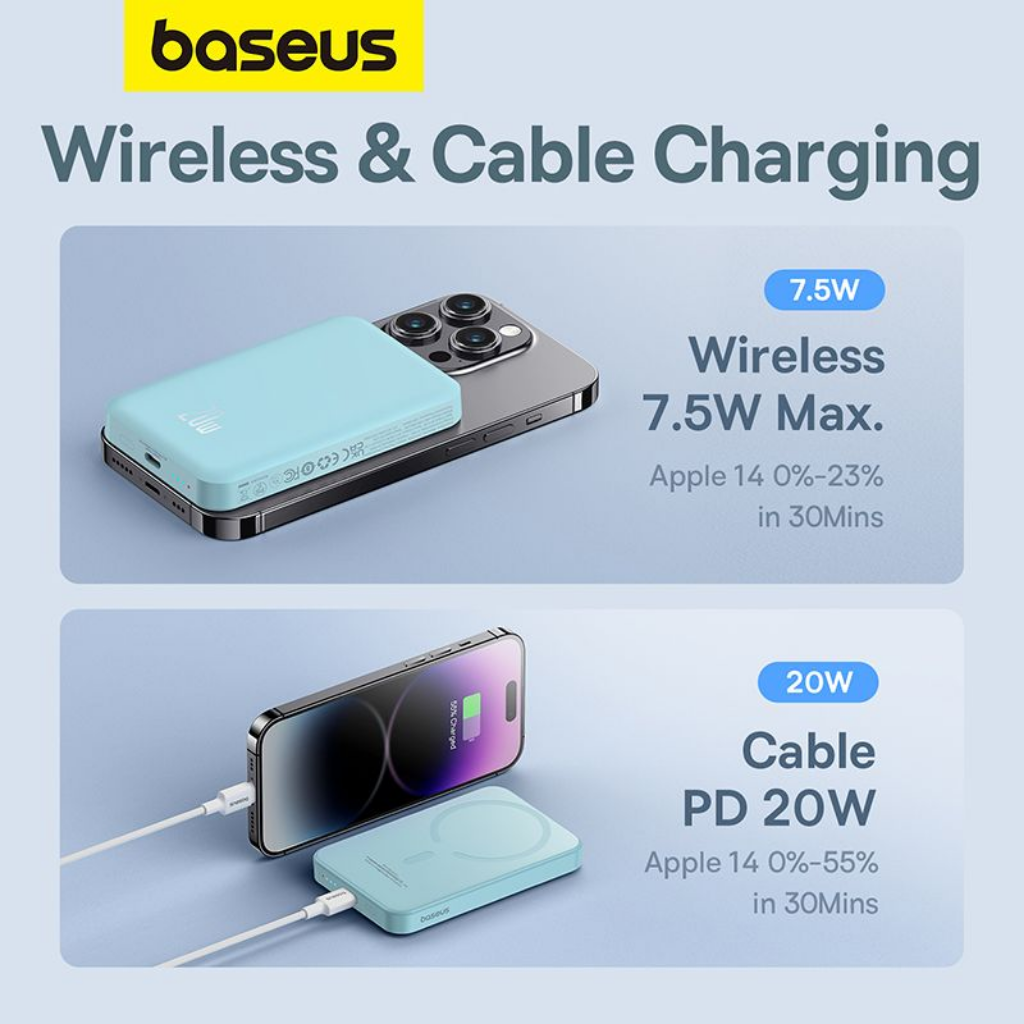 baseus
Wireless & Cable Charging
7.5W
Wireless
7.5W Max.
Apple 14 0%-23%
in 30Mins
20W
Cable
PD 20W
Apple 14 0%-55%
in 30Mins
baseus